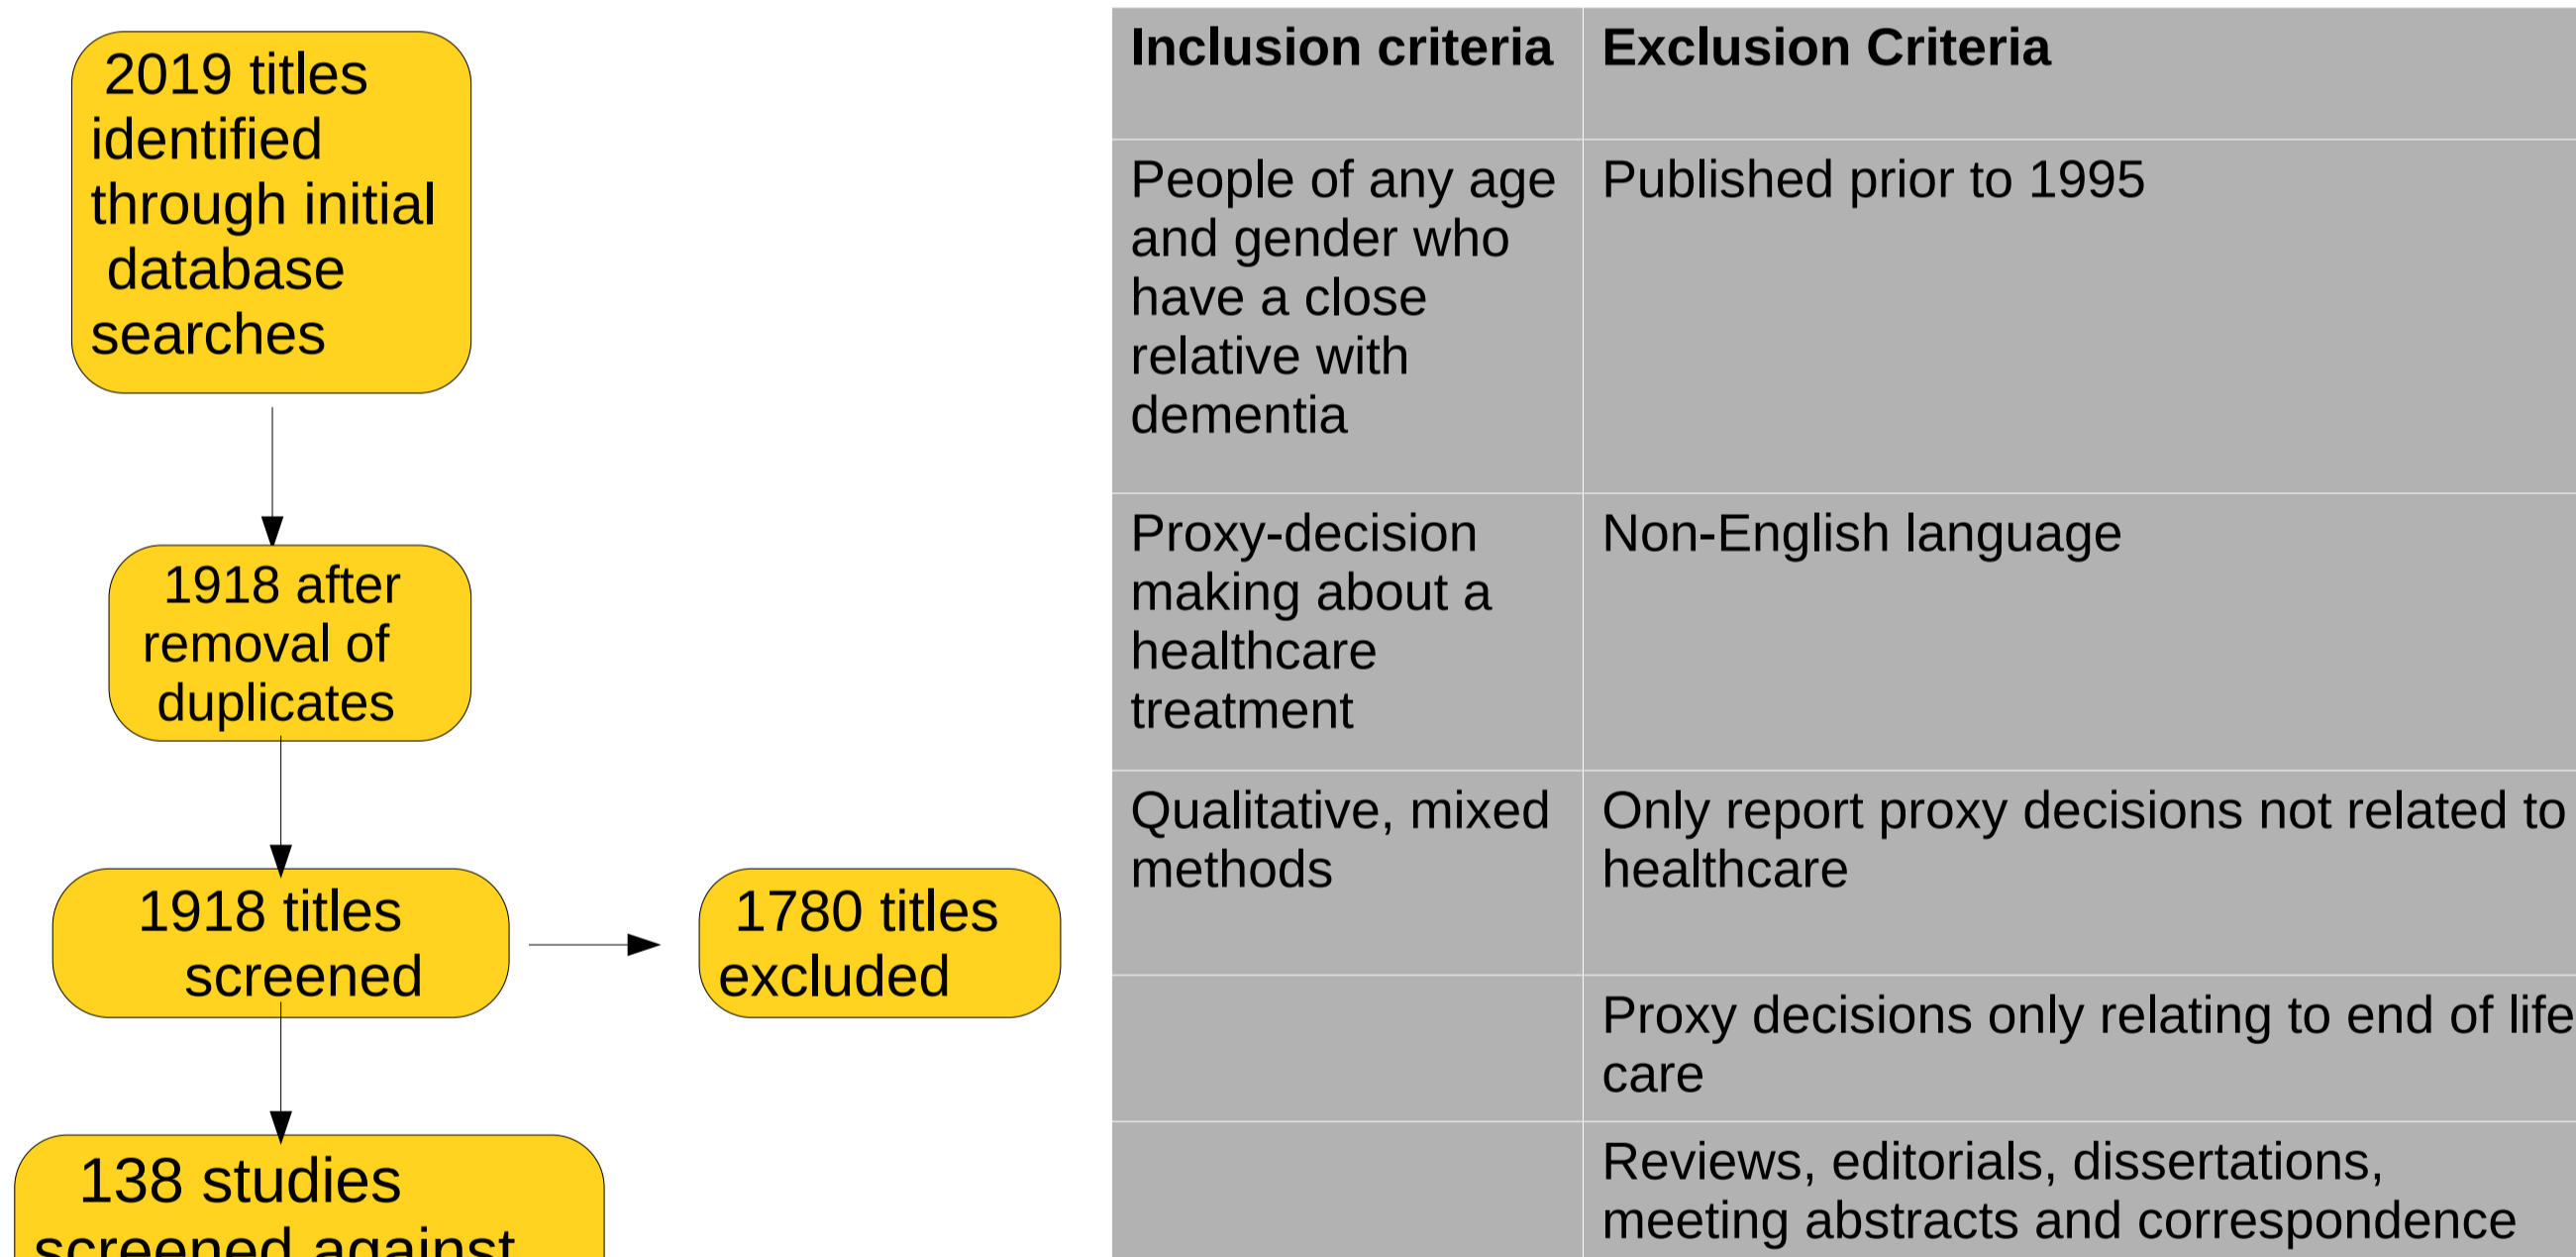 2019 titles
identified
through initial
database
searches
1918 after
removal of
duplicates
1918 titles
screened
1780 titles
excluded
138 studies
screened against
Inclusion criteria
Exclusion Criteria
People of any age
and gender who
have a close
relative with
dementia
Published prior to 1995
Proxy-decision
making about a
healthcare
treatment
Non-English language
Qualitative, mixed
methods
Only report proxy decisions not related to
healthcare
Proxy decisions only relating to end of life
care
Reviews, editorials, dissertations,
meeting abstracts and correspondence